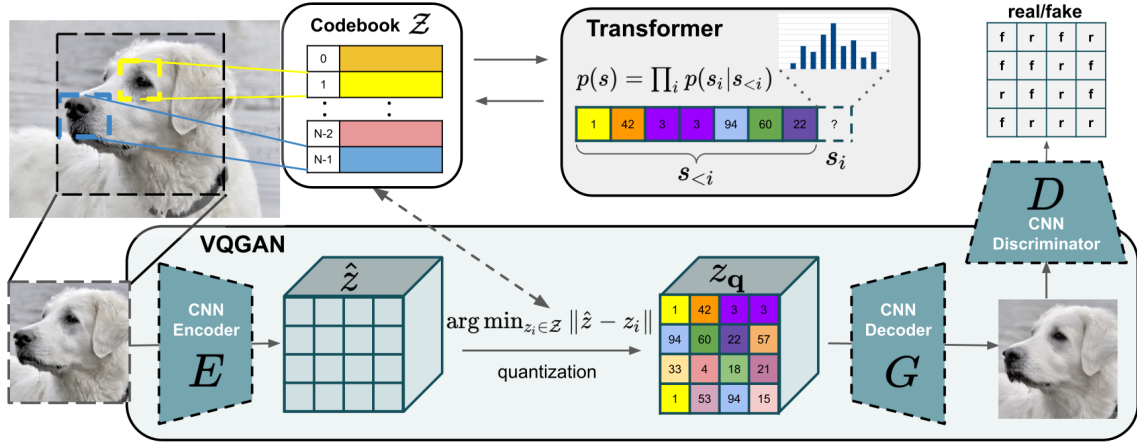 Codebook 𝒵
0
1
⋮ ⋮
N-2
N-1
Transformer
p(s) = ∏ᵢ p(sᵢ|s<ᵢ)
1 42 3 3 94 60 22 ?
s<ᵢ
sᵢ
real/fake
f r f r
f f r f
r f r f
f r r r
D
CNN
Discriminator
VQGAN
CNN
Encoder
E
ẑ
arg min_{zᵢ∈𝒵} ‖ẑ − zᵢ‖
quantization
z_q
1 42 3 3
94 60 22 57
33 4 18 21
1 53 94 15
CNN
Decoder
G